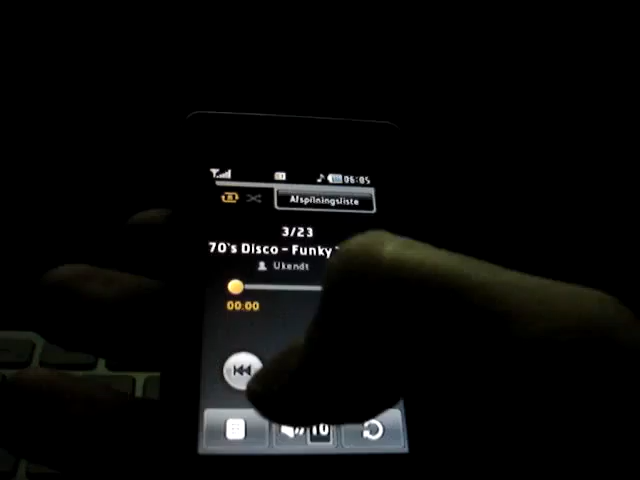 06:05
Afspilningsliste
3/23
70's Disco - Funky
Ukendt
00:00
10